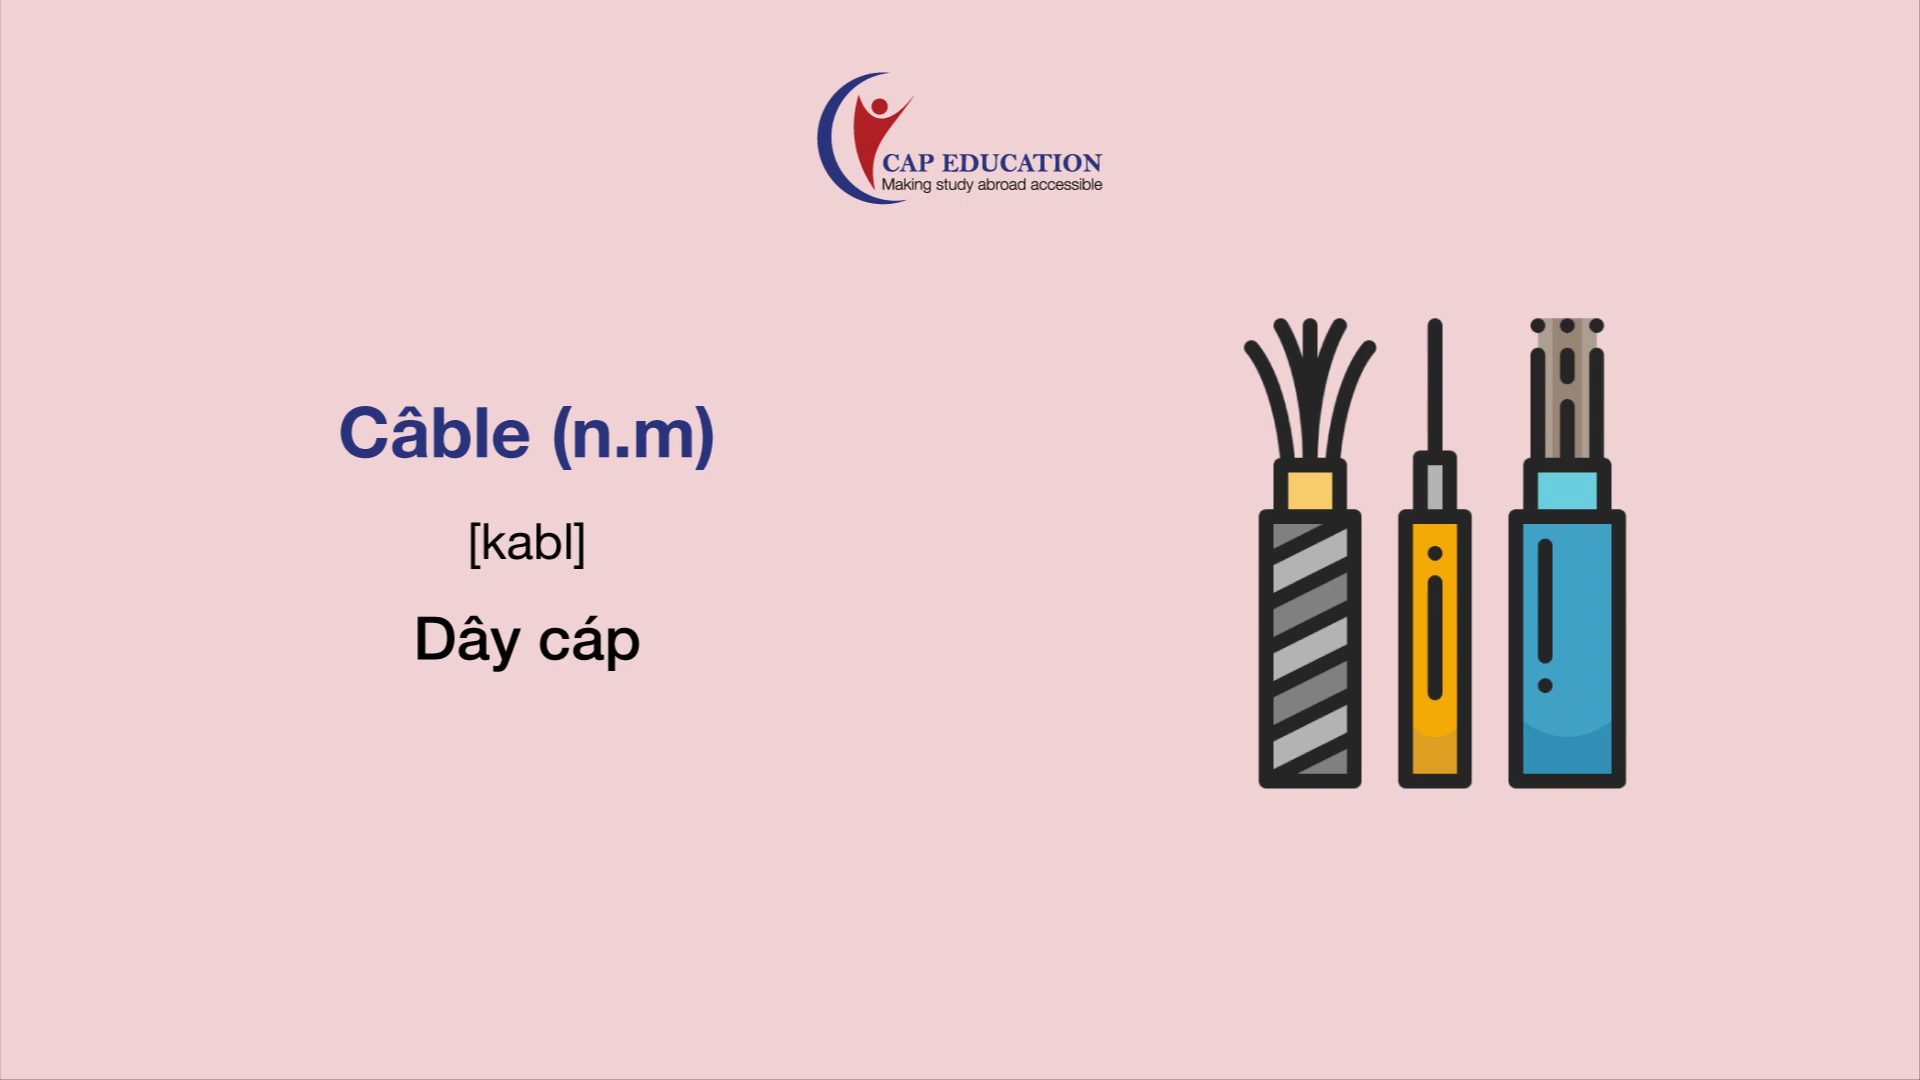 CAP EDUCATION
Making study abroad accessible
Câble (n.m)
[kabl]
Dây cáp